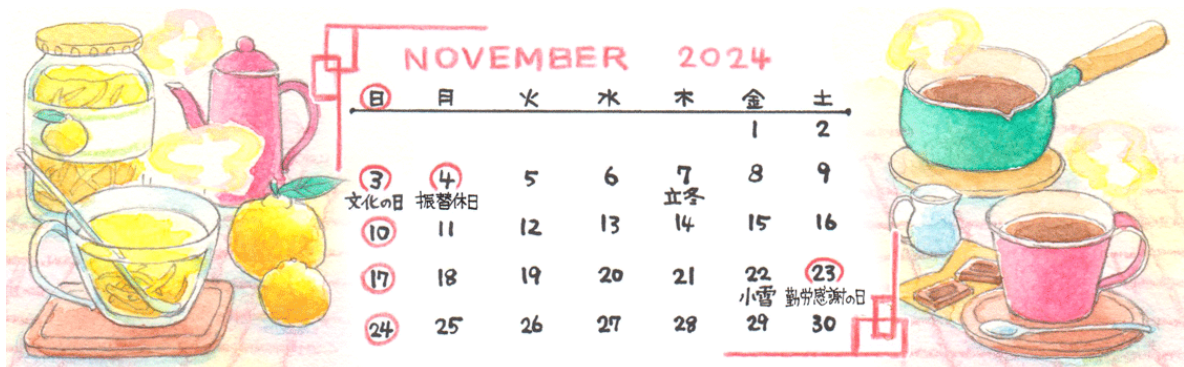 NOVEMBER 2024
日 月 火 水 木 金 土
1 2
3 4 5 6 7 8 9
文化の日 振替休日 立冬
10 11 12 13 14 15 16
17 18 19 20 21 22 23
小雪 勤労感謝の日
24 25 26 27 28 29 30